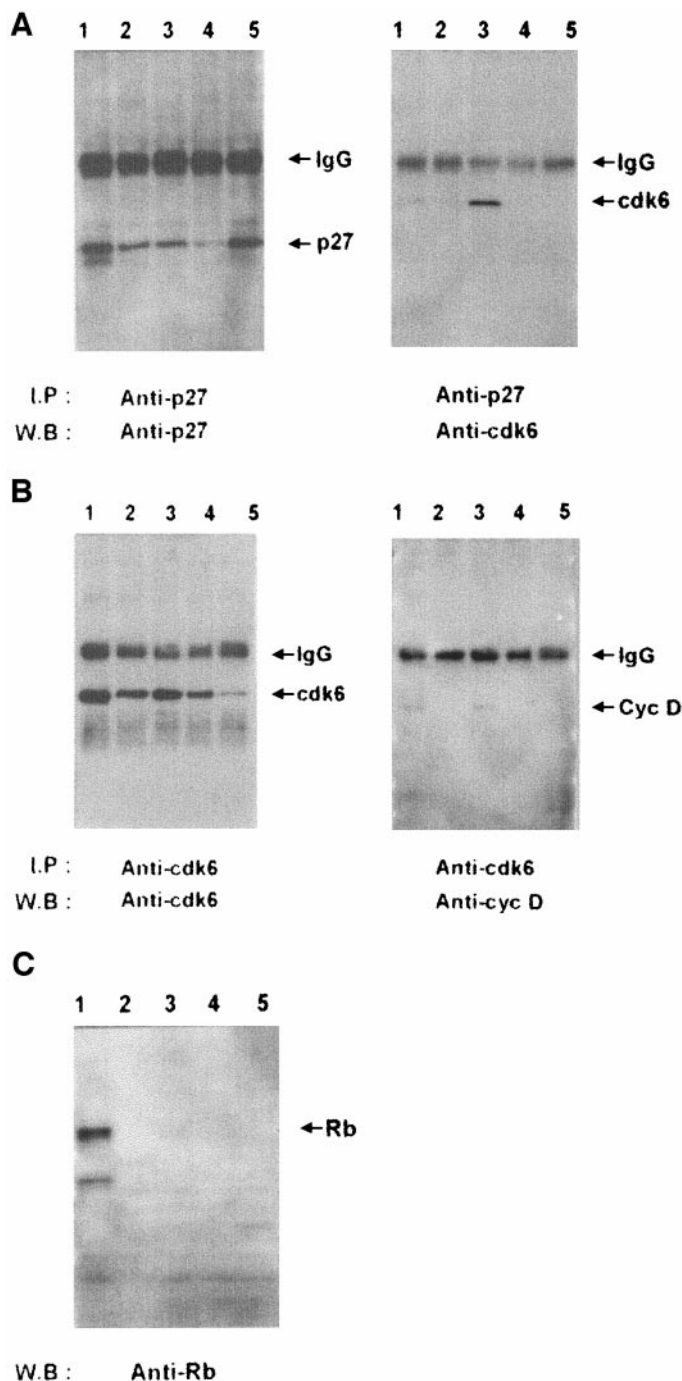 A
1 2 3 4 5
1 2 3 4 5
←IgG
←p27
←IgG
←cdk6
I.P : Anti-p27 Anti-p27
W.B : Anti-p27 Anti-cdk6
B
1 2 3 4 5
1 2 3 4 5
←IgG
←cdk6
←IgG
←Cyc D
I.P : Anti-cdk6 Anti-cdk6
W.B : Anti-cdk6 Anti-cyc D
C
1 2 3 4 5
←Rb
W.B : Anti-Rb